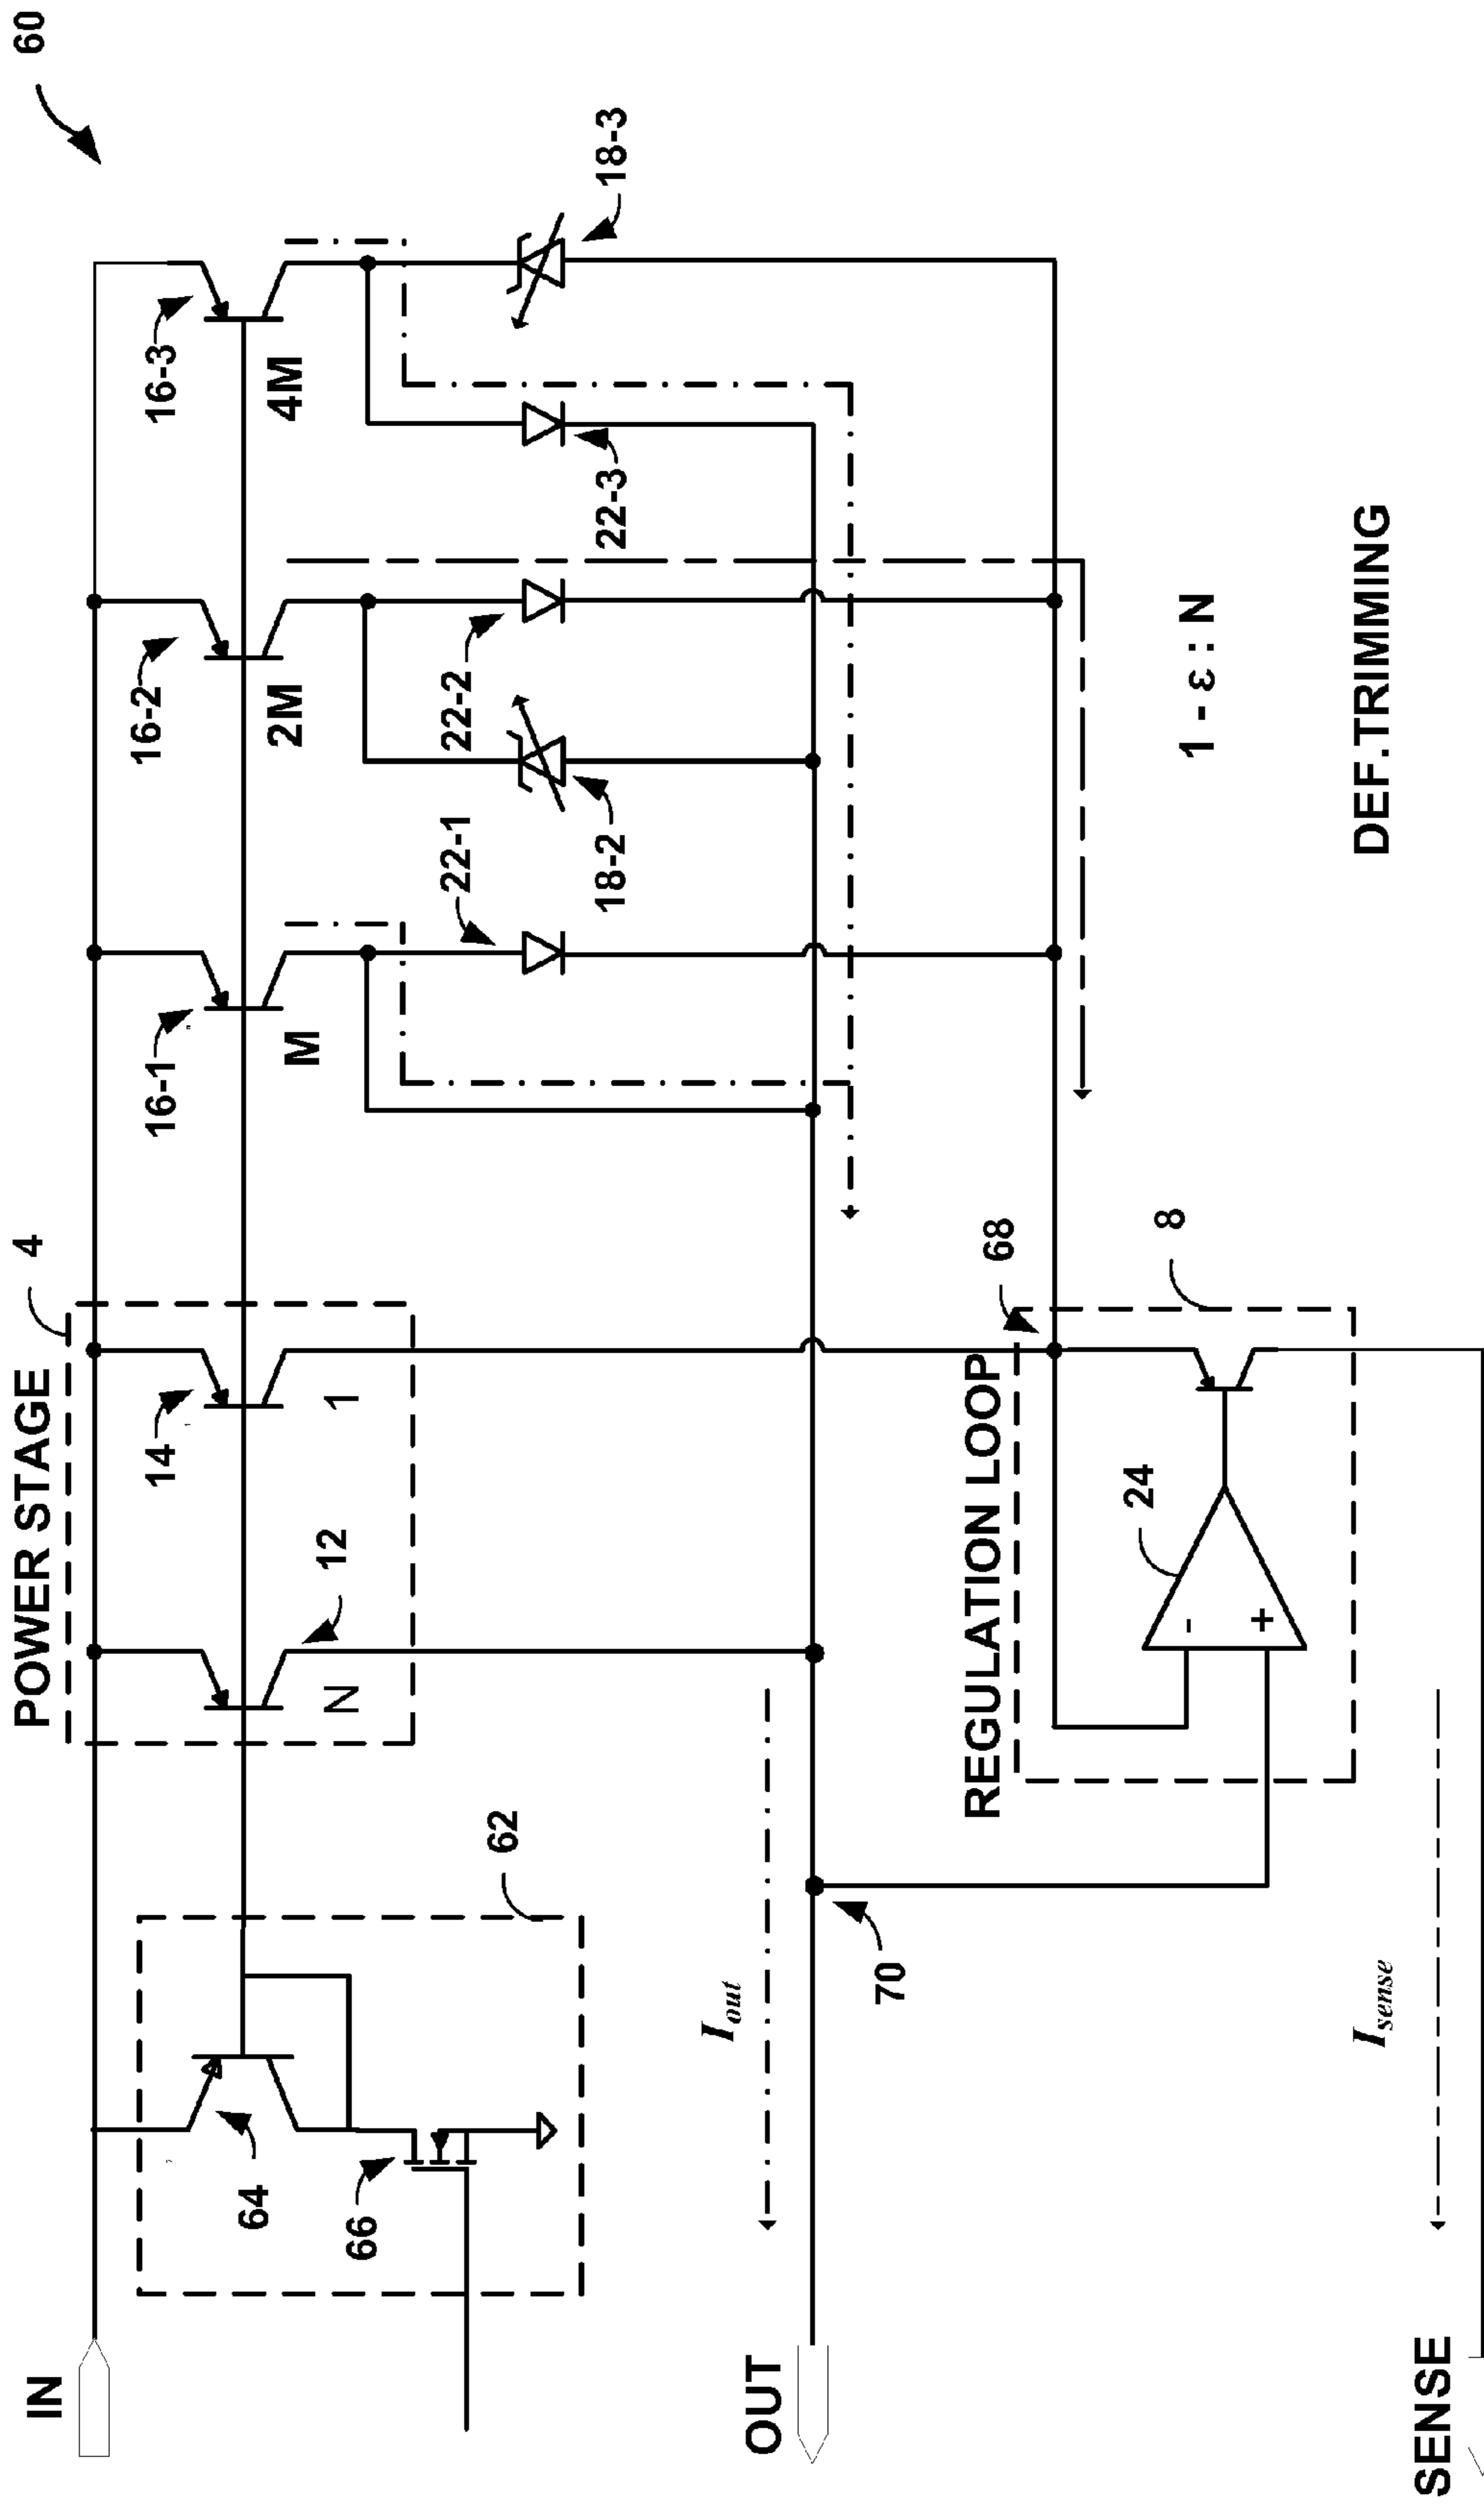 60
IN
POWER STAGE
4
16-1
16-2
16-3
14
64
12
N
1
M
2M
4M
66
62
22-1
22-2
18-2
22-3
18-3
I out
OUT
70
REGULATION LOOP
68
24
8
-
+
1 - ε : N
I sense
DEF.TRIMMING
SENSE